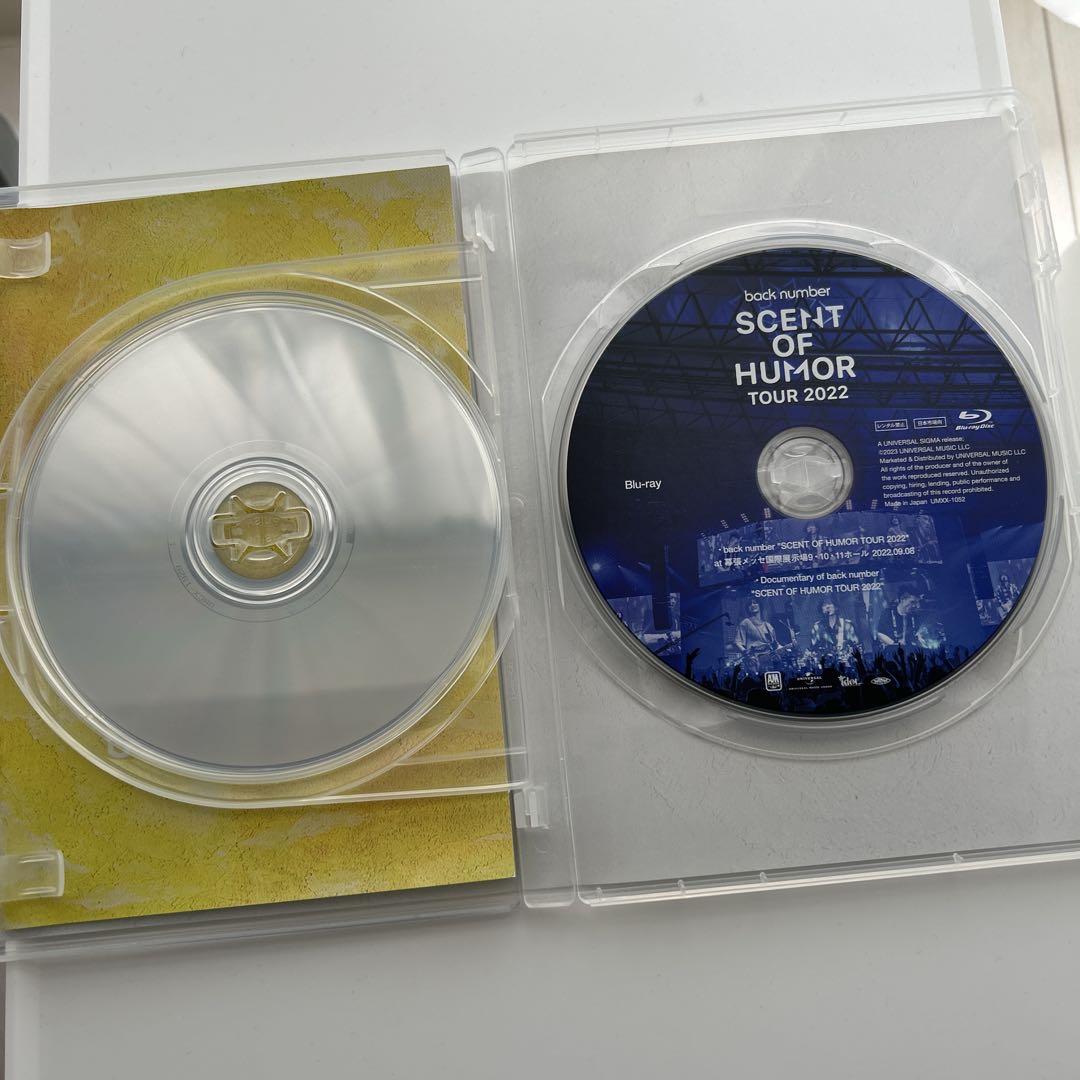 back number
SCENT
OF
HUMOR
TOUR 2022
レンタル禁止
日本市場向
Blu-ray Disc
A UNIVERSAL SIGMA release;
©2023 UNIVERSAL MUSIC LLC
Marketed & Distributed by UNIVERSAL MUSIC LLC
All rights of the producer and of the owner of
the work reproduced reserved. Unauthorized
copying, hiring, lending, public performance and
broadcasting of this record prohibited.
Made in Japan UMXK-1052
Blu-ray
・back number "SCENT OF HUMOR TOUR 2022"
at 幕張メッセ国際展示場9・10・11ホール 2022.09.08
・Documentary of back number
"SCENT OF HUMOR TOUR 2022"
UNIVERSAL